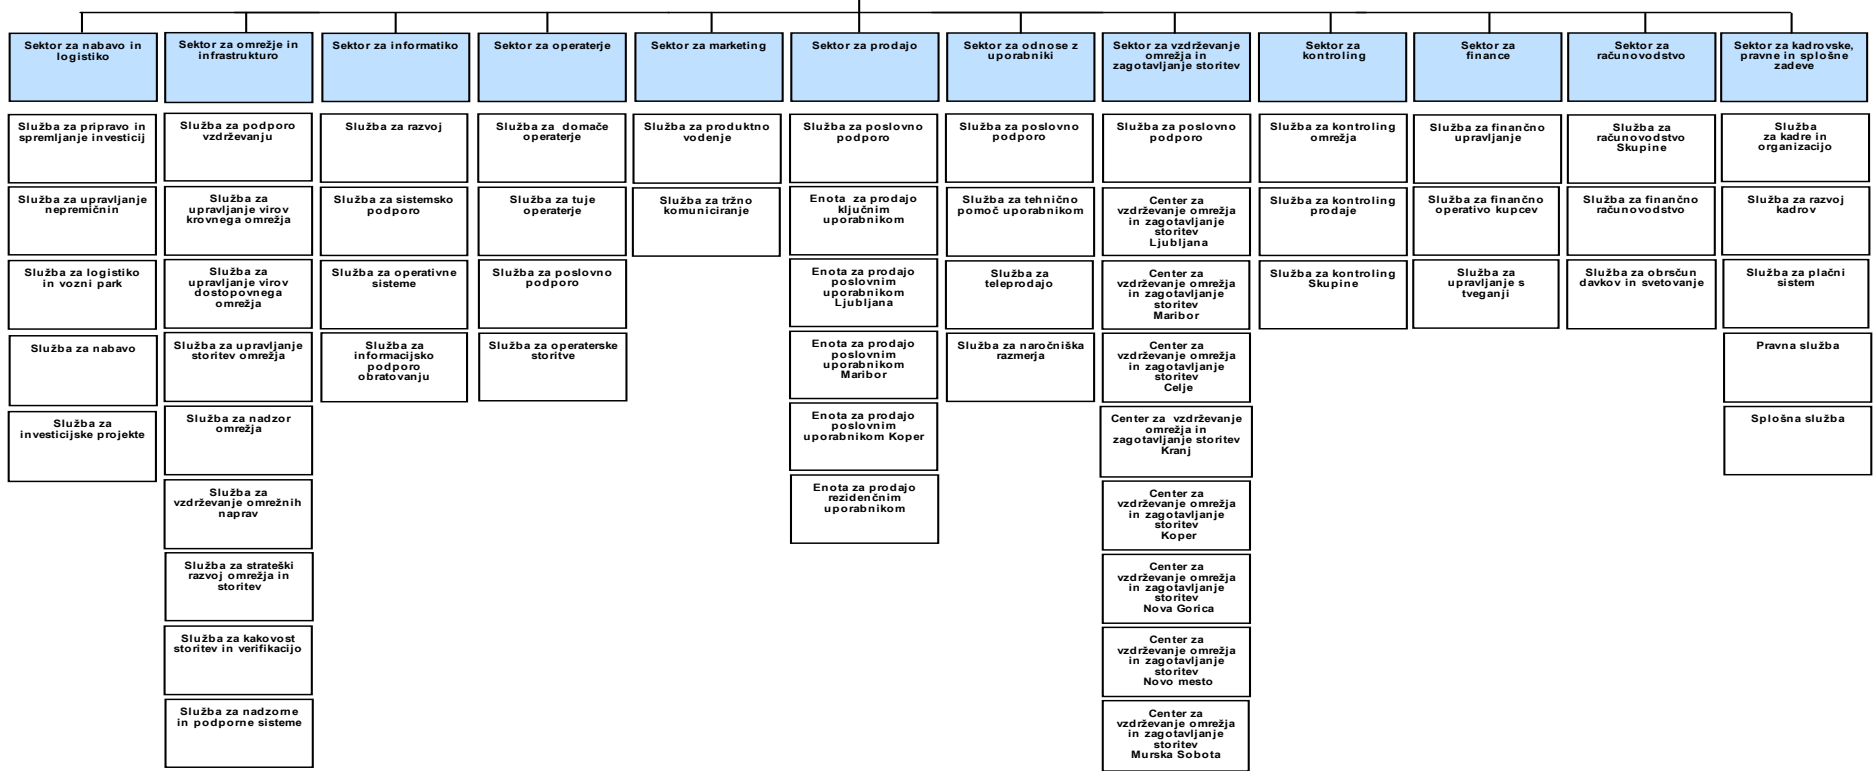 Sektor za nabavo in
logistiko
Služba za pripravo in
spremljanje investicij
Služba za upravljanje
nepremičnin
Služba za logistiko
in vozni park
Služba za nabavo
Služba za
investicijske projekte
Sektor za omrežje in
infrastrukturo
Služba za podporo
vzdrževanju
Služba za
upravljanje virov
krovnega omrežja
Služba za
upravljanje virov
dostopovnega
omrežja
Služba za upravljanje
storitev omrežja
Služba za nadzor
omrežja
Služba za
vzdrževanje omrežnih
naprav
Služba za strateški
razvoj omrežja in
storitev
Služba za kakovost
storitev in verifikacijo
Služba za nadzorne
in podporne sisteme
Sektor za informatiko
Služba za razvoj
Služba za sistemsko
podporo
Služba za operativne
sisteme
Služba za
informacijsko
podporo
obratovanju
Sektor za operaterje
Služba za domače
operaterje
Služba za tuje
operaterje
Služba za poslovno
podporo
Služba za operaterske
storitve
Sektor za marketing
Služba za produktno
vodenje
Služba za tržno
komuniciranje
Sektor za prodajo
Služba za poslovno
podporo
Enota za prodajo
ključnim
uporabnikom
Enota za prodajo
poslovnim
uporabnikom
Ljubljana
Enota za prodajo
poslovnim
uporabnikom
Maribor
Enota za prodajo
poslovnim
uporabnikom Koper
Enota za prodajo
rezidenčnim
uporabnikom
Sektor za odnose z
uporabniki
Služba za poslovno
podporo
Služba za tehnično
pomoč uporabnikom
Služba za
teleprodajo
Služba za naročniška
razmerja
Sektor za vzdrževanje
omrežja in
zagotavljanje storitev
Služba za poslovno
podporo
Center za
vzdrževanje omrežja
in zagotavljanje
storitev
Ljubljana
Center za
vzdrževanje omrežja
in zagotavljanje
storitev
Maribor
Center za
vzdrževanje omrežja
in zagotavljanje
storitev
Celje
Center za vzdrževanje
omrežja in
zagotavljanje storitev
Kranj
Center za
vzdrževanje omrežja
in zagotavljanje
storitev
Koper
Center za
vzdrževanje omrežja
in zagotavljanje
storitev
Nova Gorica
Center za
vzdrževanje omrežja
in zagotavljanje
storitev
Novo mesto
Center za
vzdrževanje omrežja
in zagotavljanje
storitev
Murska Sobota
Sektor za
kontroling
Služba za kontroling
omrežja
Služba za kontroling
prodaje
Služba za kontroling
Skupine
Sektor za
finance
Služba za finančno
upravljanje
Služba za finančno
operativo kupcev
Služba za
upravljanje s
tveganji
Sektor za
računovodstvo
Služba za
računovodstvo
Skupine
Služba za finančno
računovodstvo
Služba za obrsčun
davkov in svetovanje
Sektor za kadrovske,
pravne in splošne
zadeve
Služba
za kadre in
organizacijo
Služba za razvoj
kadrov
Služba za plačni
sistem
Pravna služba
Splošna služba